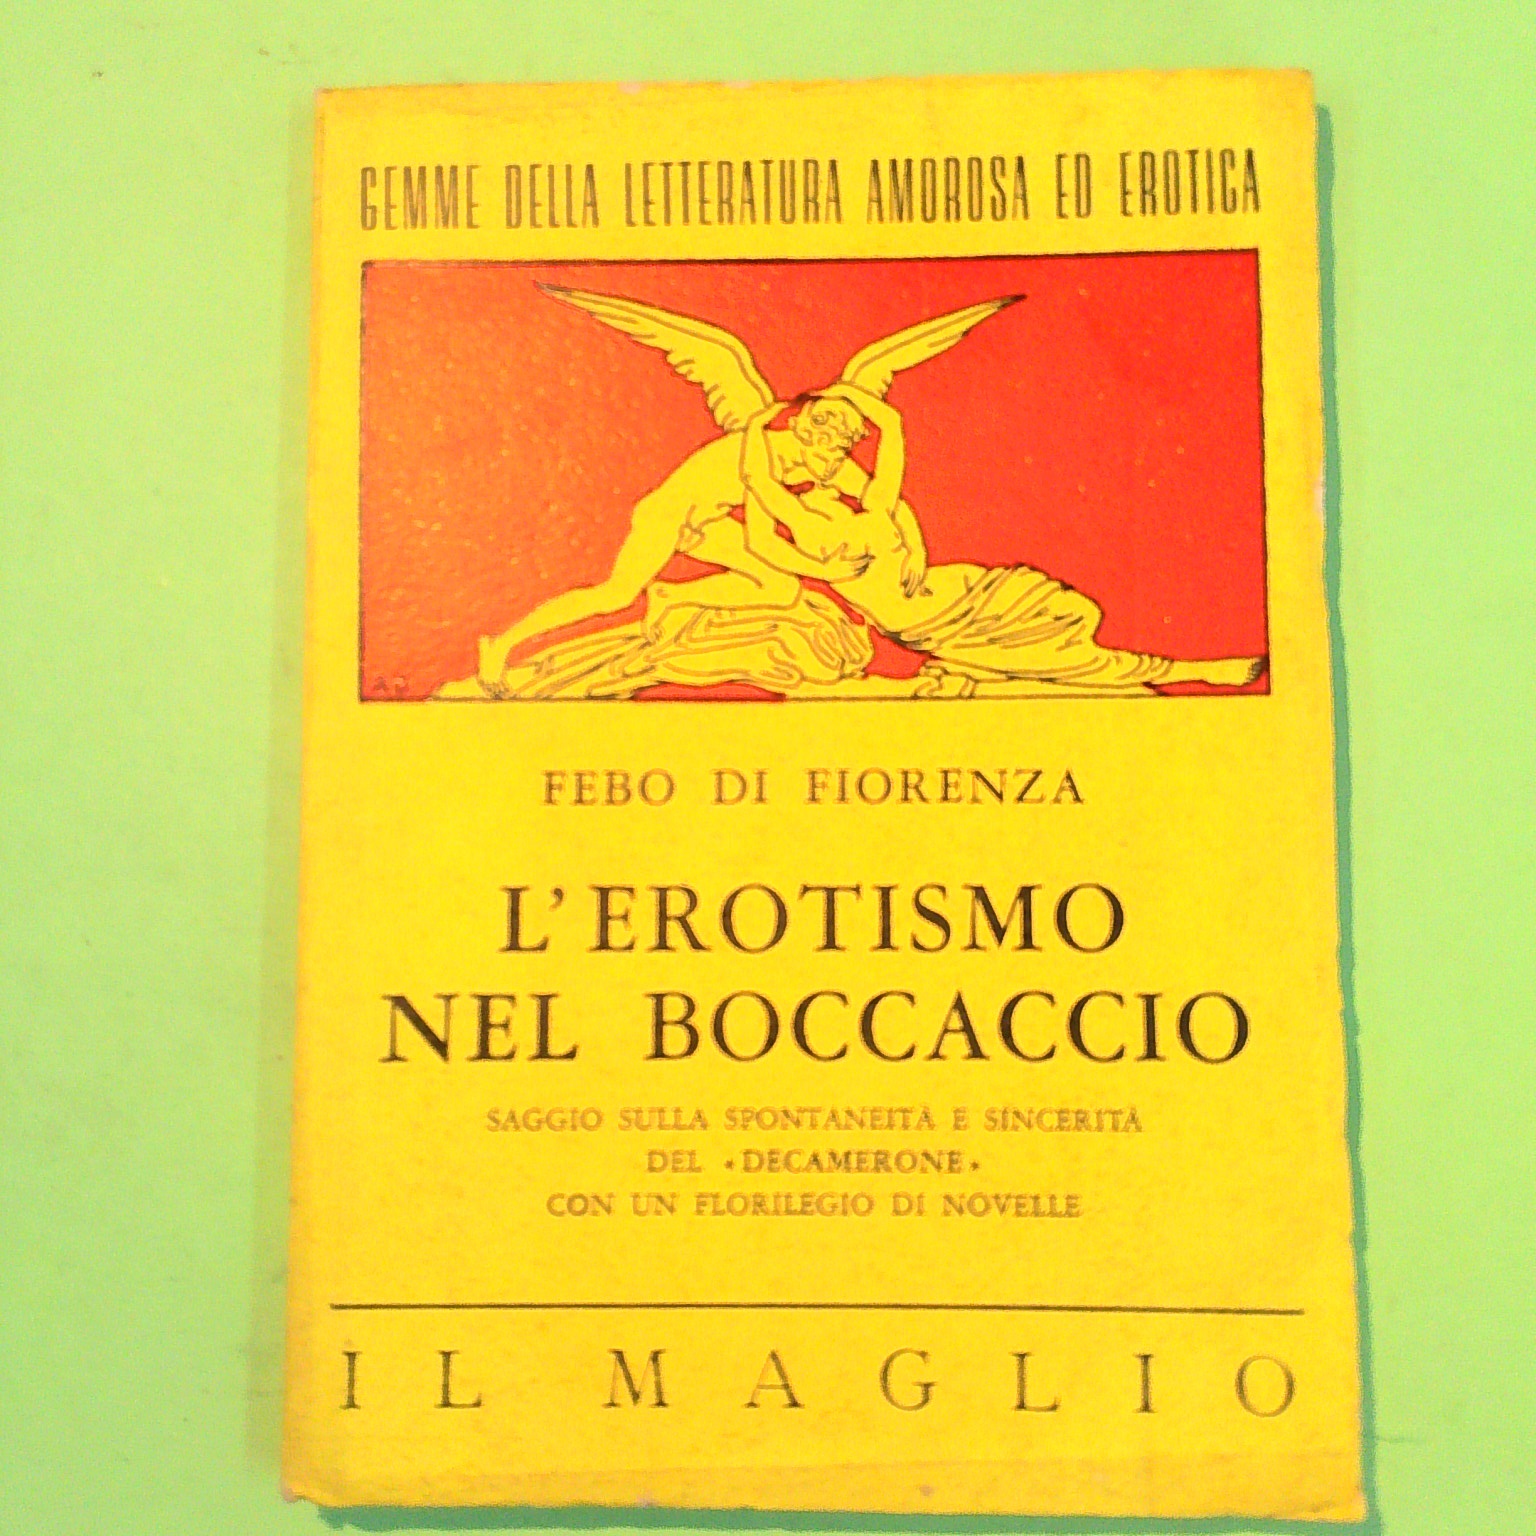 GEMME DELLA LETTERATURA AMOROSA ED EROTICA
FEBO DI FIORENZA
L'EROTISMO
NEL BOCCACCIO
SAGGIO SULLA SPONTANEITÀ E SINCERITÀ
DEL «DECAMERONE»
CON UN FLORILEGIO DI NOVELLE
IL MAGLIO